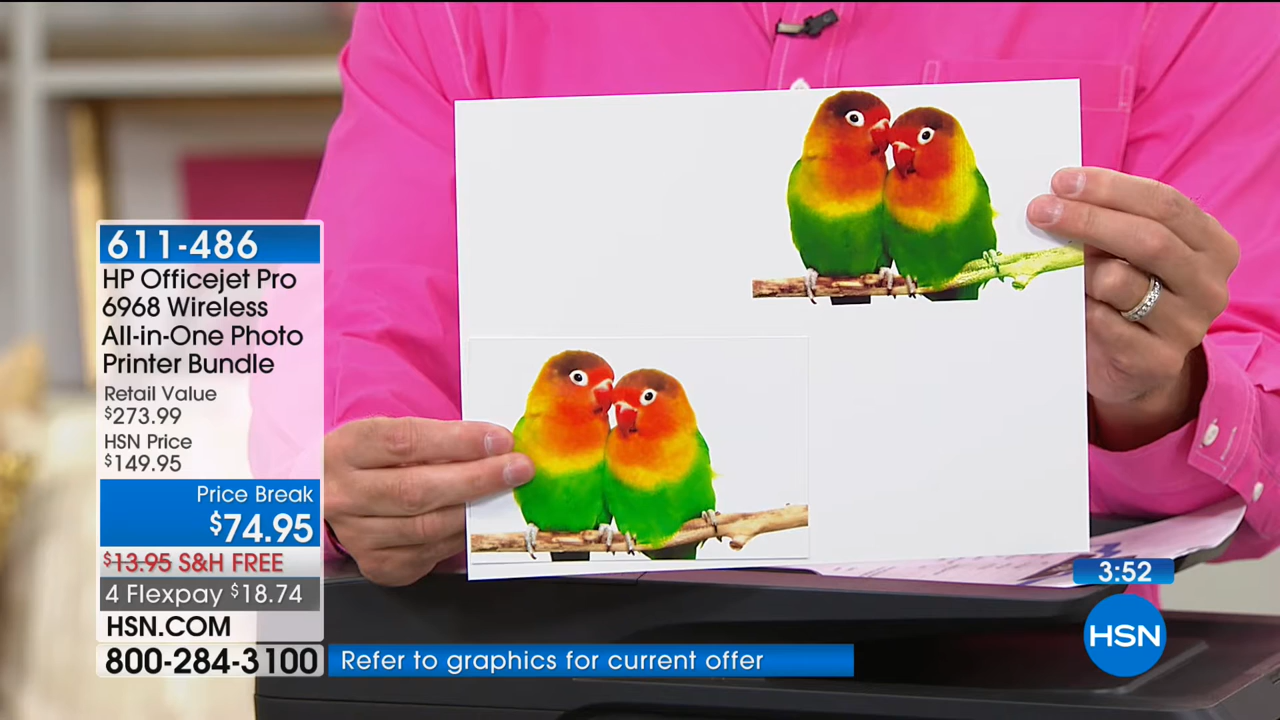 611-486
HP Officejet Pro
6968 Wireless
All-in-One Photo
Printer Bundle
Retail Value
$273.99
HSN Price
$149.95
Price Break
$74.95
$13.95 S&H FREE
4 Flexpay $18.74
HSN.COM
800-284-3100
Refer to graphics for current offer
3:52
HSN